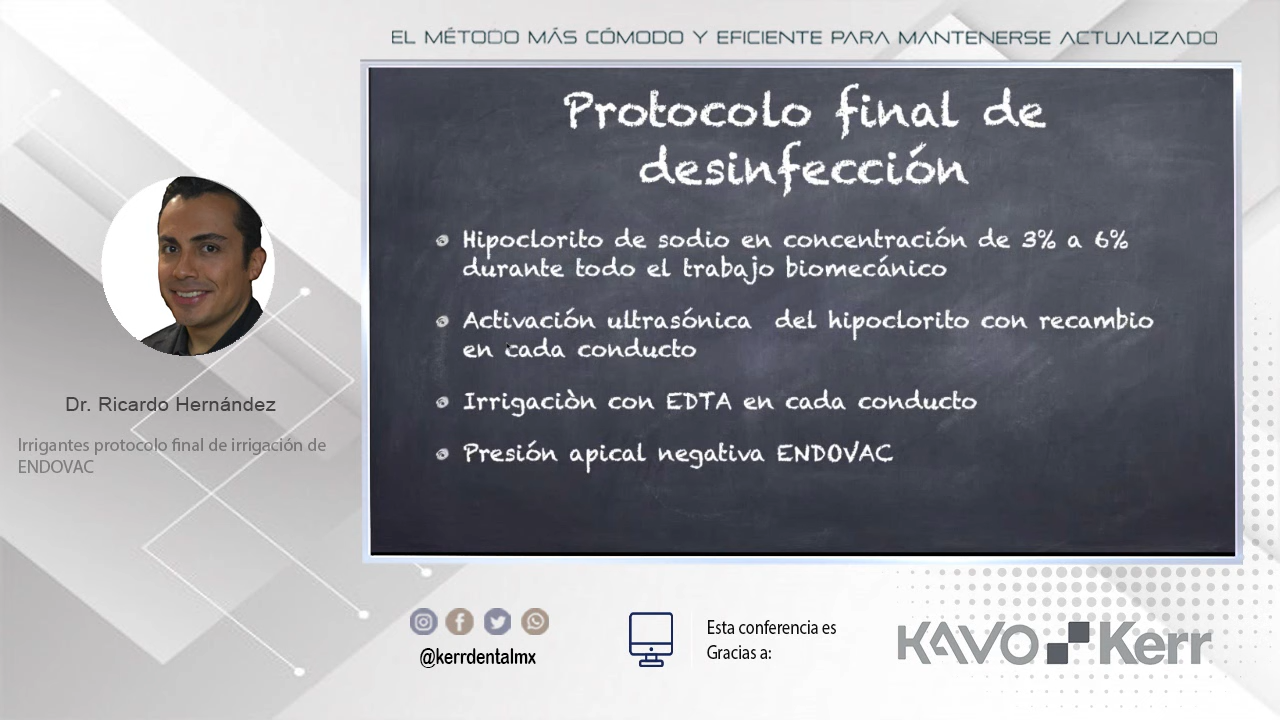 EL MÉTODO MÁS CÓMODO Y EFICIENTE PARA MANTENERSE ACTUALIZADO
Protocolo final de
desinfección
Hipoclorito de sodio en concentración de 3% a 6%
durante todo el trabajo biomecánico
Activación ultrasónica del hipoclorito con recambio
en cada conducto
Irrigaciòn con EDTA en cada conducto
Presión apical negativa ENDOVAC
Dr. Ricardo Hernández
Irrigantes protocolo final de irrigación de
ENDOVAC
@kerrdentalmx
Esta conferencia es
Gracias a:
KAVO Kerr